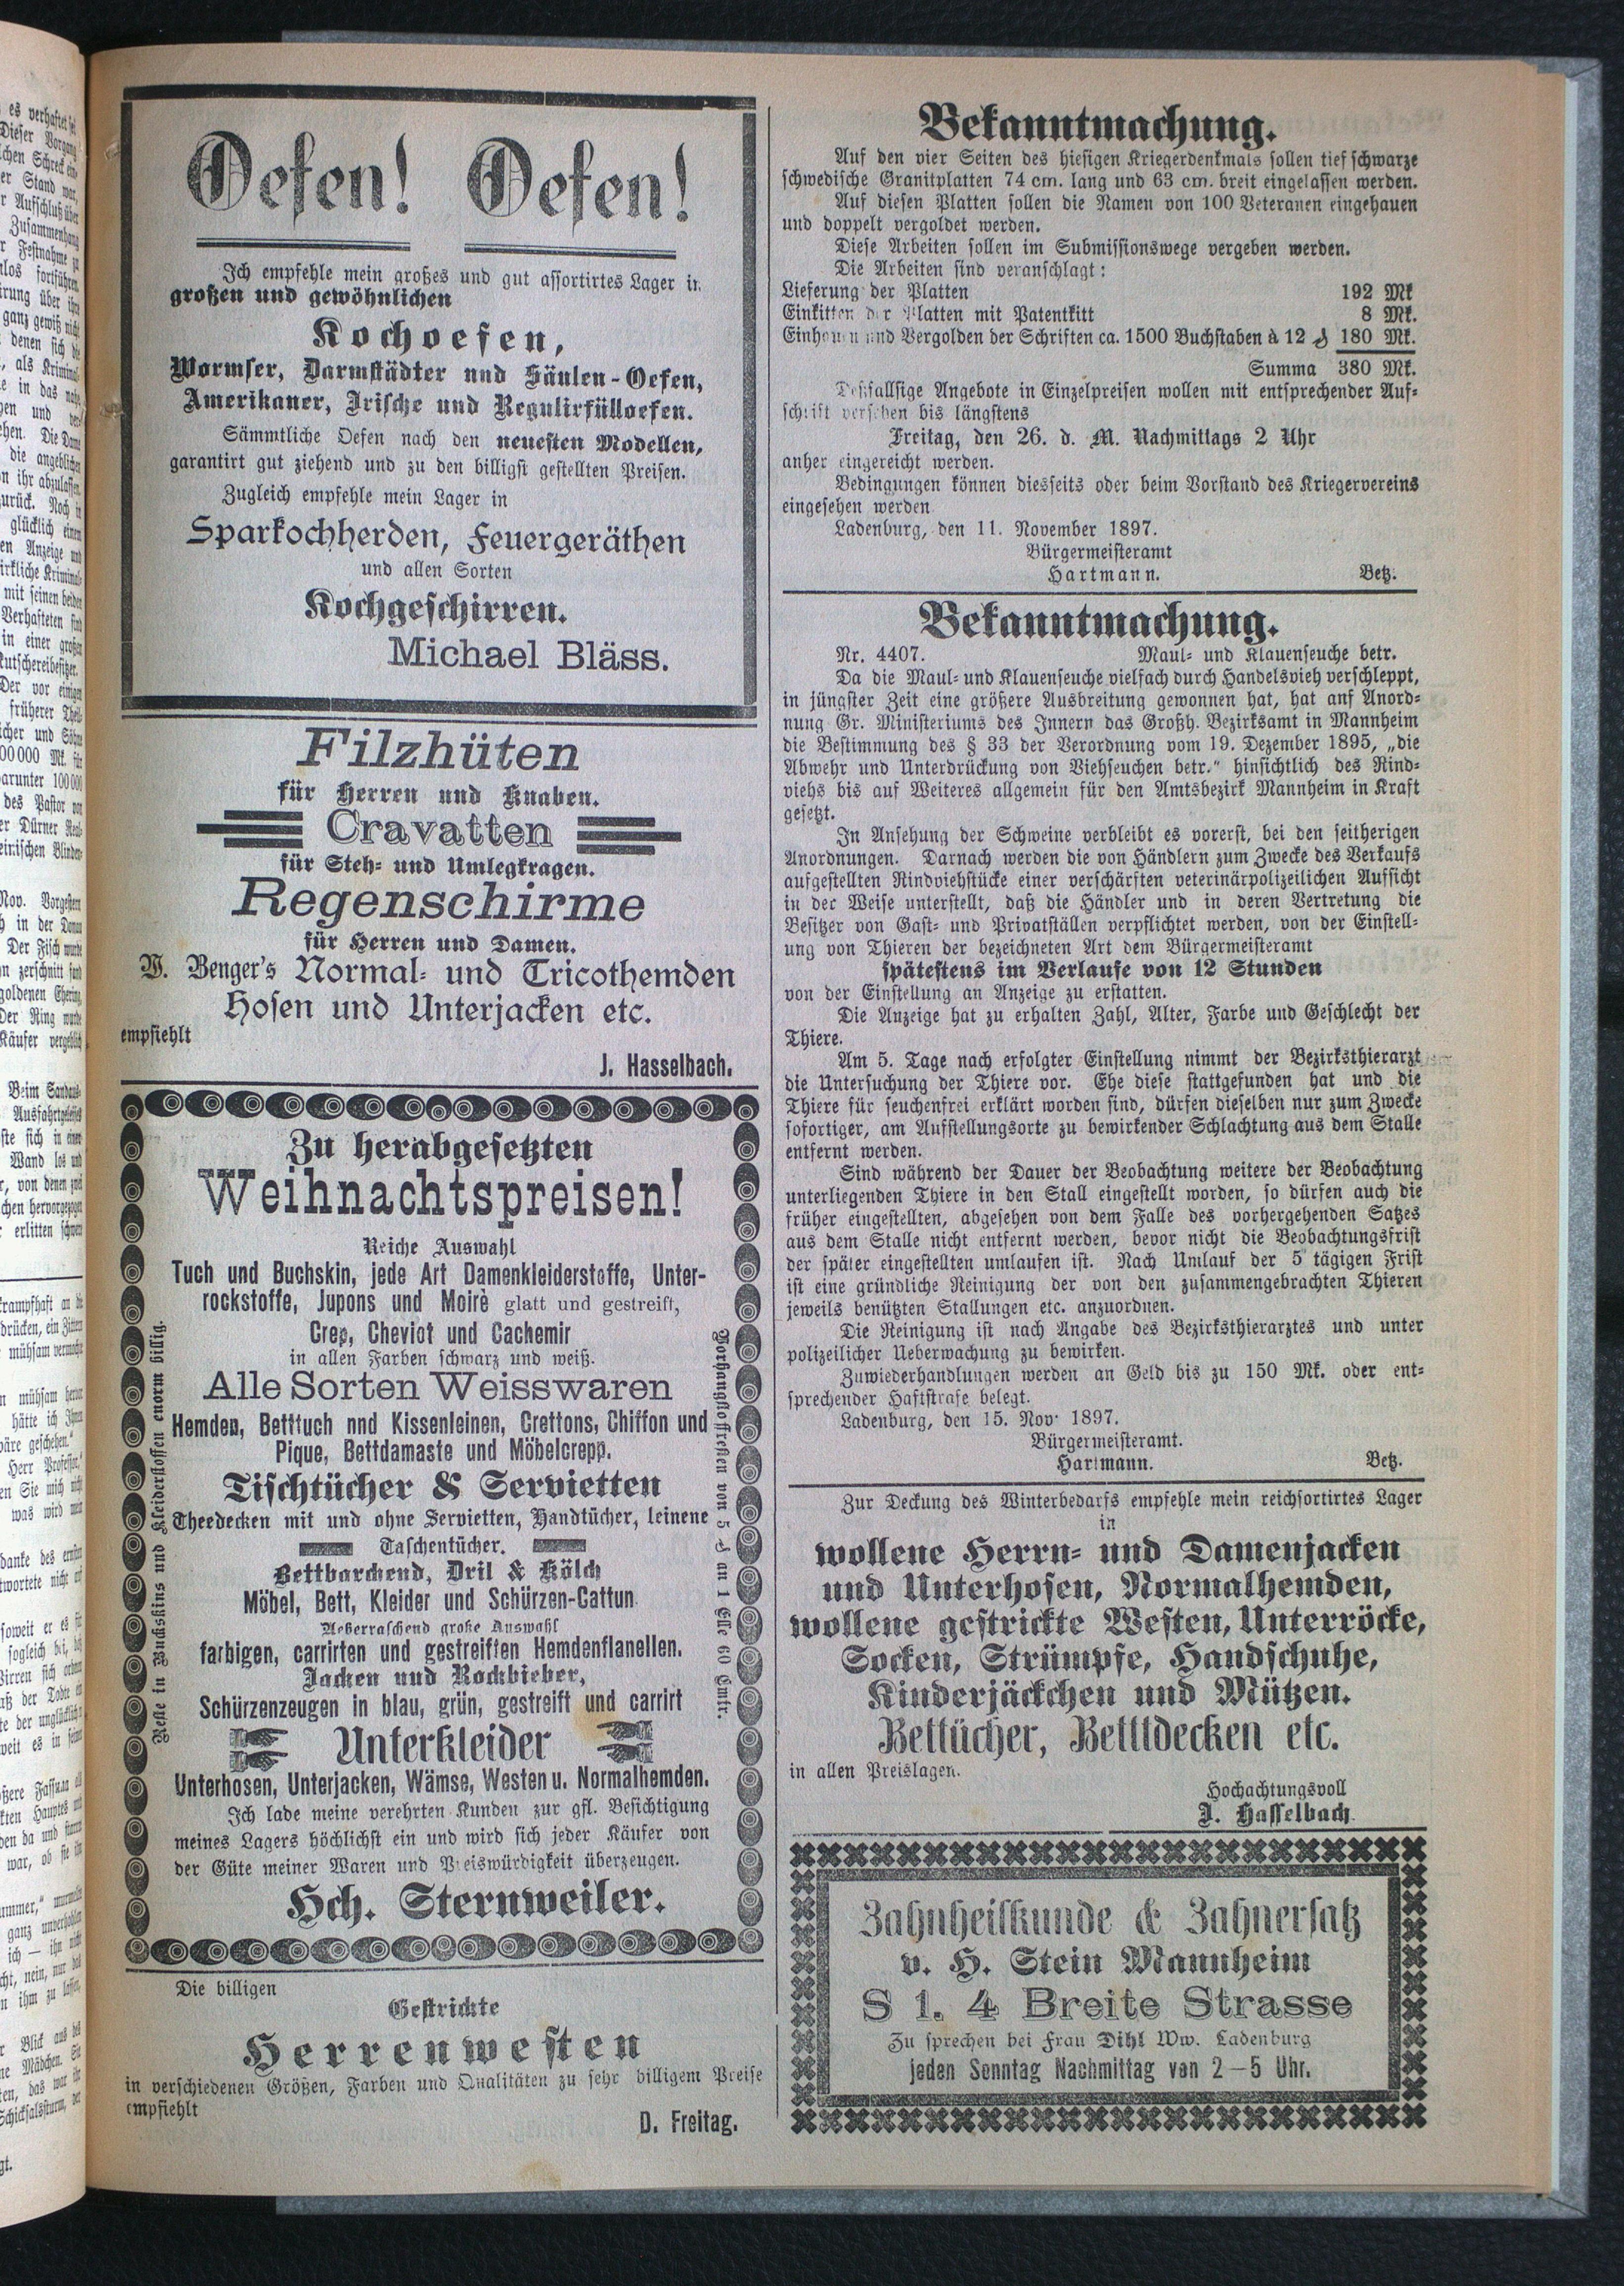 Oefen! Oefen!
Ich empfehle mein großes und gut assortirtes Lager in
großen und gewöhnlichen
Kochoefen,
Wormser, Darmstädter und Säulen-Oefen,
Amerikaner, Irische und Regulirfülloefen.
Sämmtliche Oefen nach den neuesten Modellen,
garantirt gut ziehend und zu den billigst gestellten Preisen.
Zugleich empfehle mein Lager in
Sparkochherden, Feuergeräthen
und allen Sorten
Kochgeschirren.
Michael Bläss.
Filzhüten
für Herren und Knaben.
Cravatten
für Steh- und Umlegkragen.
Regenschirme
für Herren und Damen.
W. Benger's Normal- und Tricothemden
Hosen und Unterjacken etc.
empfiehlt
J. Hasselbach.
Zu herabgesetzten
Weihnachtspreisen!
Reiche Auswahl
Tuch und Buchskin, jede Art Damenkleiderstoffe, Unter-
rockstoffe, Jupons und Moirè glatt und gestreift,
Crep, Cheviot und Cachemir
in allen Farben schwarz und weiß.
Alle Sorten Weisswaren
Hemden, Betttuch nnd Kissenleinen, Crettons, Chiffon und
Pique, Bettdamaste und Möbelcrepp.
Tischtücher & Servietten
Theedecken mit und ohne Servietten, Handtücher, leinene
Taschentücher.
Bettbarchend, Dril & Kölch
Möbel, Bett, Kleider und Schürzen-Cattun
Ueberraschend große Auswahl
farbigen, carrirten und gestreiften Hemdenflanellen.
Jacken und Rockbieber,
Schürzenzeugen in blau, grün, gestreift und carrirt
Unterkleider
Unterhosen, Unterjacken, Wämse, Westen u. Normalhemden.
Ich lade meine verehrten Kunden zur gfl. Besichtigung
meines Lagers höchlichst ein und wird sich jeder Käufer von
der Güte meiner Waren und Preiswürdigkeit überzeugen.
Hch. Sternweiler.
Reste in Buckskins und Kleiderstoffen enorm billig.
Vorhangstoffresten von 5 ₰ an 1 Elle 60 Cmtr.
Die billigen
Gestrickte
Herrenwesten
in verschiedenen Größen, Farben und Qualitäten zu sehr billigem Preise
empfiehlt
D. Freitag.
Bekanntmachung.
Auf den vier Seiten des hiesigen Kriegerdenkmals sollen tief schwarze
schwedische Granitplatten 74 cm. lang und 63 cm. breit eingelassen werden.
Auf diesen Platten sollen die Namen von 100 Veteranen eingehauen
und doppelt vergoldet werden.
Diese Arbeiten sollen im Submissionswege vergeben werden.
Die Arbeiten sind veranschlagt:
Lieferung der Platten 192 Mk
Einkitten der Platten mit Patentkitt 8 Mk.
Einhauen und Vergolden der Schriften ca. 1500 Buchstaben à 12 ₰ 180 Mk.
Summa 380 Mk.
Desfallsige Angebote in Einzelpreisen wollen mit entsprechender Auf-
schrift versehen bis längstens
Freitag, den 26. d. M. Nachmittags 2 Uhr
anher eingereicht werden.
Bedingungen können diesseits oder beim Vorstand des Kriegervereins
eingesehen werden
Ladenburg, den 11. November 1897.
Bürgermeisteramt
Hartmann. Betz.
Bekanntmachung.
Nr. 4407. Maul- und Klauenseuche betr.
Da die Maul- und Klauenseuche vielfach durch Handelsvieh verschleppt,
in jüngster Zeit eine größere Ausbreitung gewonnen hat, hat auf Anord-
nung Gr. Ministeriums des Innern das Großh. Bezirksamt in Mannheim
die Bestimmung des § 33 der Verordnung vom 19. Dezember 1895, „die
Abwehr und Unterdrückung von Viehseuchen betr." hinsichtlich des Rind-
viehs bis auf Weiteres allgemein für den Amtsbezirk Mannheim in Kraft
gesetzt.
In Ansehung der Schweine verbleibt es vorerst, bei den seitherigen
Anordnungen. Darnach werden die von Händlern zum Zwecke des Verkaufs
aufgestellten Rindviehstücke einer verschärften veterinärpolizeilichen Aufsicht
in der Weise unterstellt, daß die Händler und in deren Vertretung die
Besitzer von Gast- und Privatställen verpflichtet werden, von der Einstell-
ung von Thieren der bezeichneten Art dem Bürgermeisteramt
spätestens im Verlaufe von 12 Stunden
von der Einstellung an Anzeige zu erstatten.
Die Anzeige hat zu erhalten Zahl, Alter, Farbe und Geschlecht der
Thiere.
Am 5. Tage nach erfolgter Einstellung nimmt der Bezirksthierarzt
die Untersuchung der Thiere vor. Ehe diese stattgefunden hat und die
Thiere für seuchenfrei erklärt worden sind, dürfen dieselben nur zum Zwecke
sofortiger, am Aufstellungsorte zu bewirkender Schlachtung aus dem Stalle
entfernt werden.
Sind während der Dauer der Beobachtung weitere der Beobachtung
unterliegenden Thiere in den Stall eingestellt worden, so dürfen auch die
früher eingestellten, abgesehen von dem Falle des vorhergehenden Satzes
aus dem Stalle nicht entfernt werden, bevor nicht die Beobachtungsfrist
der später eingestellten umlaufen ist. Nach Umlauf der 5 tägigen Frist
ist eine gründliche Reinigung der von den zusammengebrachten Thieren
jeweils benützten Stallungen etc. anzuordnen.
Die Reinigung ist nach Angabe des Bezirksthierarztes und unter
polizeilicher Ueberwachung zu bewirken.
Zuwiederhandlungen werden an Geld bis zu 150 Mk. oder ent-
sprechender Haftstrafe belegt.
Ladenburg, den 15. Nov. 1897.
Bürgermeisteramt.
Hartmann. Betz.
Zur Deckung des Winterbedarfs empfehle mein reichsortirtes Lager
in
wollene Herrn- und Damenjacken
und Unterhosen, Normalhemden,
wollene gestrickte Westen, Unterröcke,
Socken, Strümpfe, Handschuhe,
Kinderjäckchen und Mützen.
Bettücher, Betttdecken etc.
in allen Preislagen.
Hochachtungsvoll
J. Hasselbach.
Zahnheilkunde & Zahnersatz
v. H. Stein Mannheim
S 1. 4 Breite Strasse
Zu sprechen bei Frau Dihl Ww. Ladenburg
jeden Sonntag Nachmittag von 2—5 Uhr.